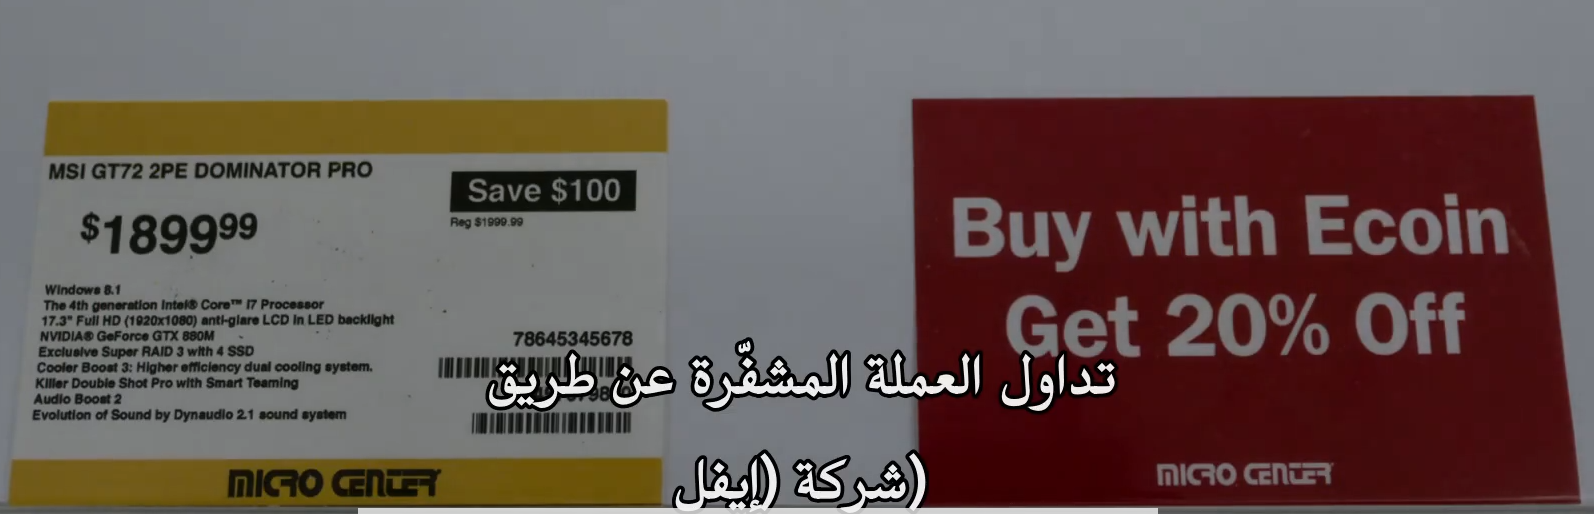 MSI GT72 2PE DOMINATOR PRO
Save $100
$1899.99
Reg $1999.99
Windows 8.1
The 4th generation Intel® Core™ i7 Processor
17.3" Full HD (1920x1080) anti-glare LCD in LED backlight
NVIDIA® GeForce GTX 880M
Exclusive Super RAID 3 with 4 SSD
Cooler Boost 3: Higher efficiency dual cooling system.
Killer Double Shot Pro with Smart Teaming
Audio Boost 2
Evolution of Sound by Dynaudio 2.1 sound system
78645345678
MICRO CENTER
Buy with Ecoin
Get 20% Off
MICRO CENTER
تداول العملة المشفّرة عن طريق
شركة (إيفل)